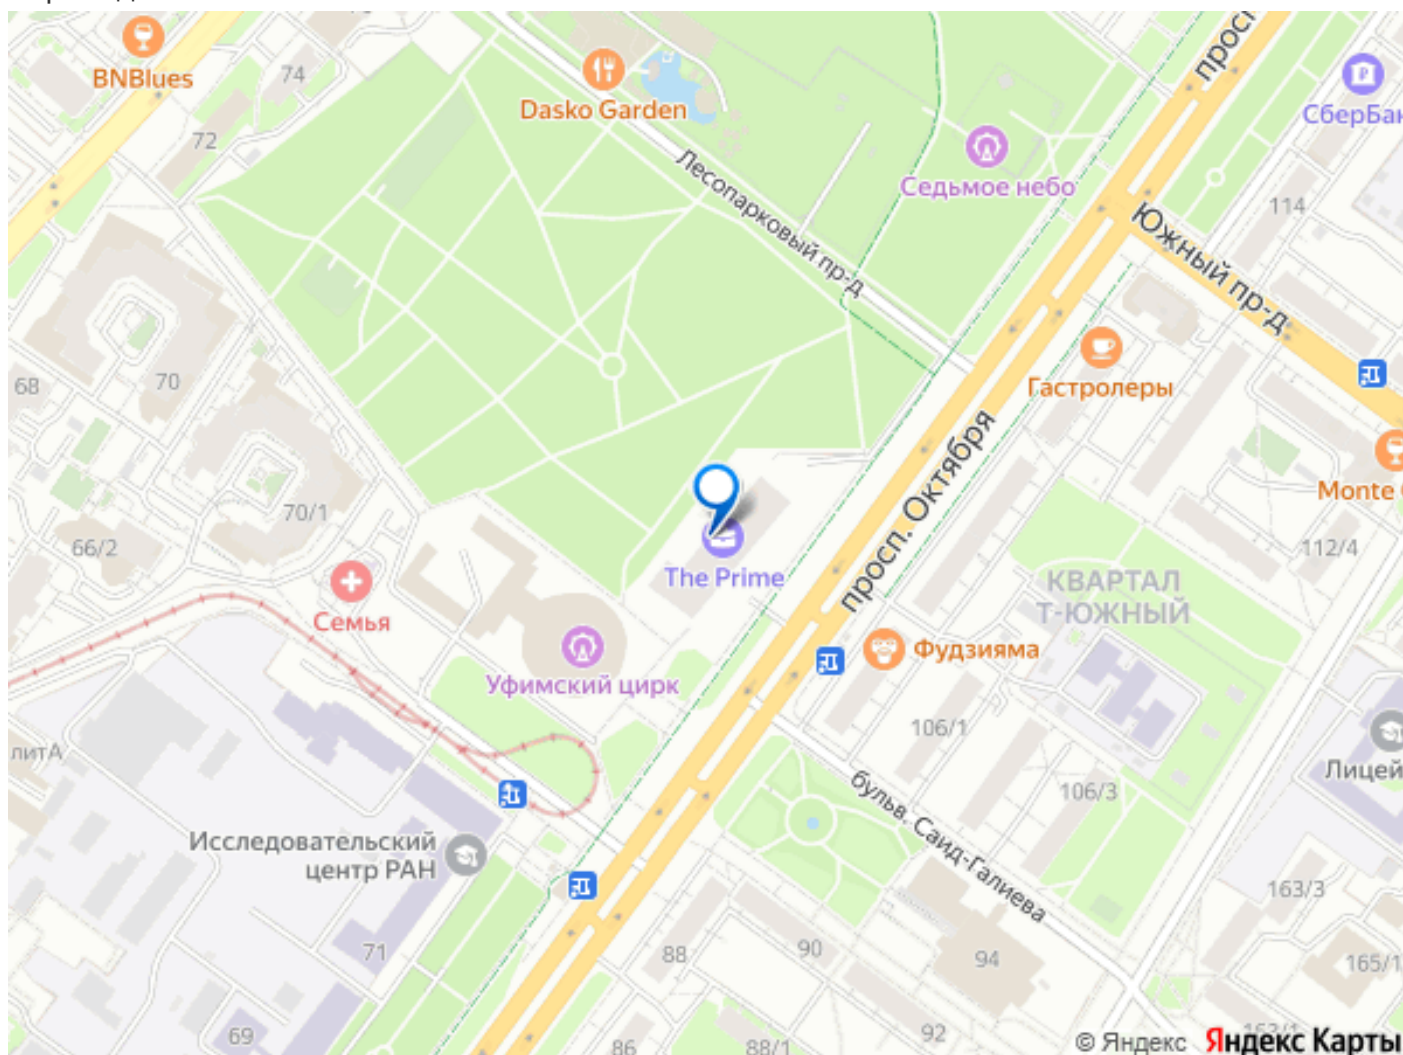 BNBlues
74
Dasko Garden
72
просп.
СберБан
Седьмое небо
114
Лесопарковый пр-д
Южный пр-д
Гастролеры
68
70
просп. Октября
Monte
70/1
66/2
112/4
The Prime
КВАРТАЛ
Т-ЮЖНЫЙ
Семья
Фудзияма
Уфимский цирк
106/1
литА
Лицей
106/3
бульв. Саид-Галиева
Исследовательский
центр РАН
163/3
71
88
90
94
165/1
69
86
88/1
92
© Яндекс Яндекс Карты